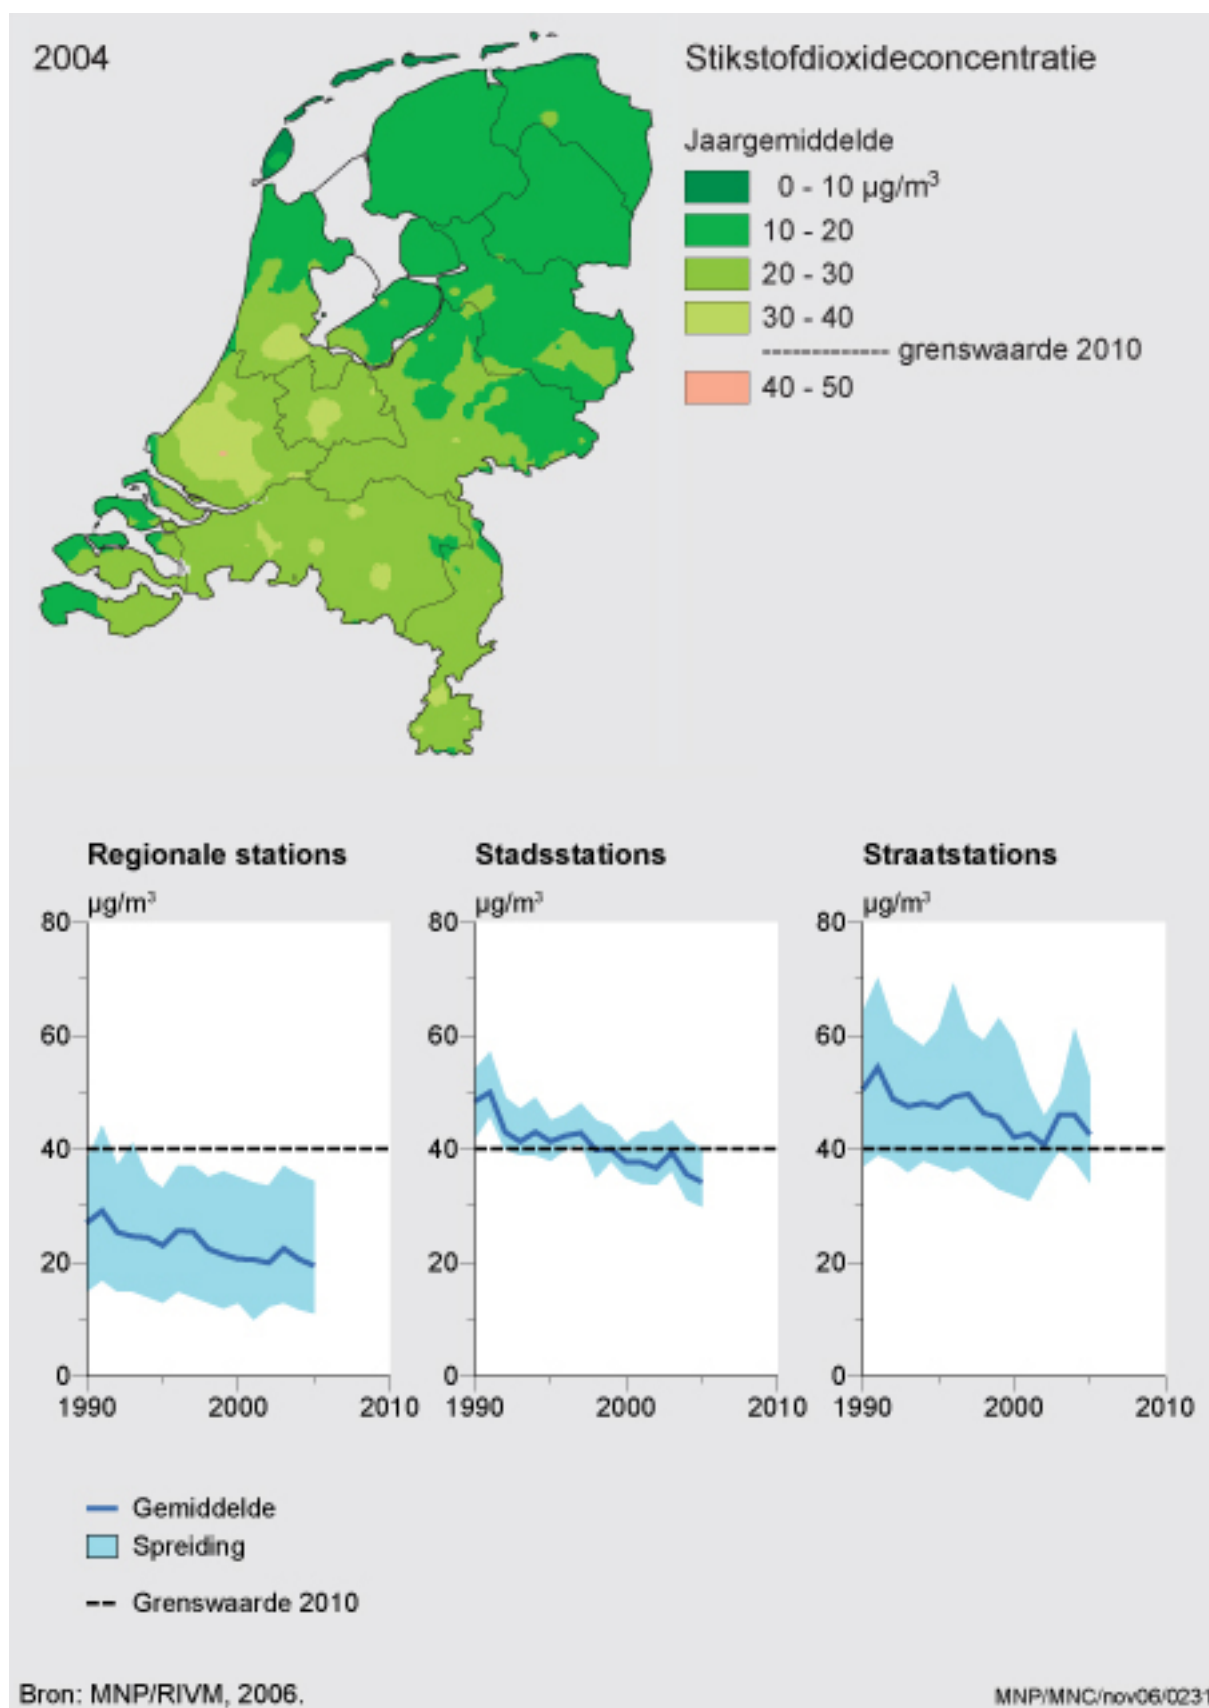 2004
Stikstofdioxideconcentratie
Jaargemiddelde
0 - 10 µg/m³
10 - 20
20 - 30
30 - 40
------------- grenswaarde 2010
40 - 50
Regionale stations
µg/m³
80
60
40
20
0
1990 2000 2010
Stadsstations
µg/m³
80
60
40
20
0
1990 2000 2010
Straatstations
µg/m³
80
60
40
20
0
1990 2000 2010
Gemiddelde
Spreiding
Grenswaarde 2010
Bron: MNP/RIVM, 2006.
MNP/MNC/nov06/0231